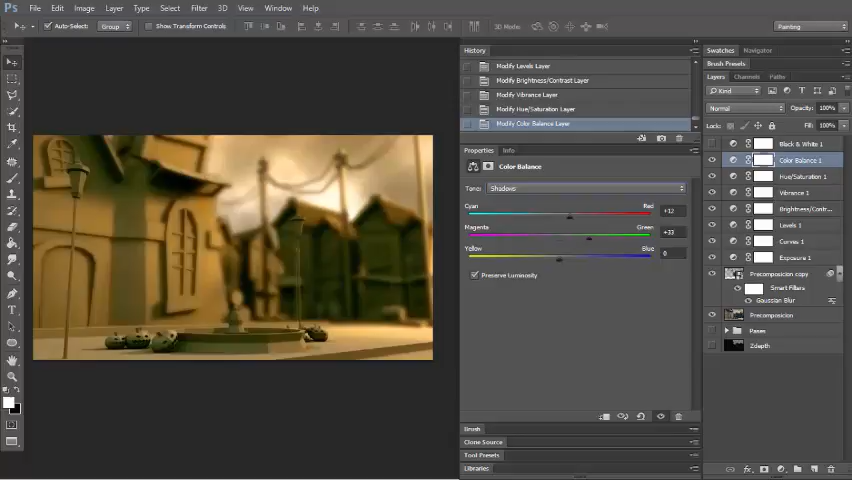 Ps File Edit Image Layer Type Select Filter 3D View Window Help
Auto-Select: Group Show Transform Controls 3D Mode: Painting
History
Modify Levels Layer
Modify Brightness/Contrast Layer
Modify Vibrance Layer
Modify Hue/Saturation Layer
Modify Color Balance Layer
Properties Info
Color Balance
Tone: Shadows
Cyan Red +12
Magenta Green +33
Yellow Blue 0
Preserve Luminosity
Brush
Clone Source
Tool Presets
Libraries
Swatches Navigator
Brush Presets
Layers Channels Paths
Kind
Normal Opacity: 100%
Lock: Fill: 100%
Black & White 1
Color Balance 1
Hue/Saturation 1
Vibrance 1
Brightness/Contr...
Levels 1
Curves 1
Exposure 1
Precomposition copy
Smart Filters
Gaussian Blur
Precomposition
Pases
Zdepth